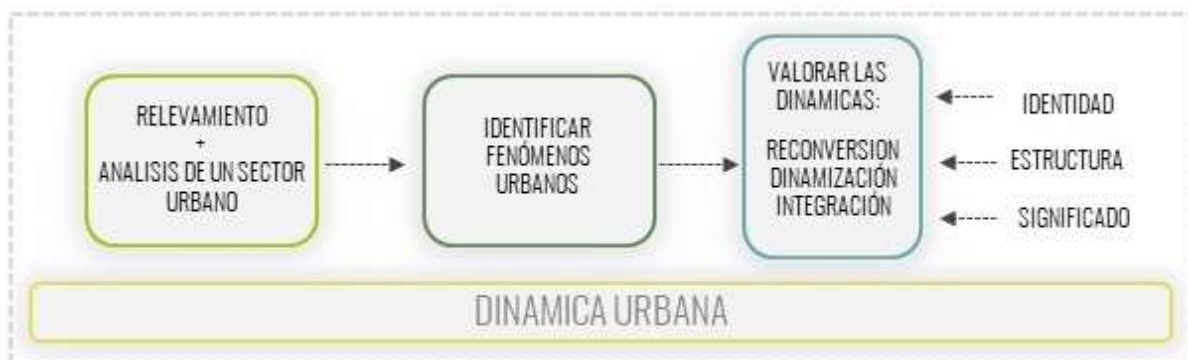 RELEVAMIENTO
+
ANALISIS DE UN SECTOR
URBANO
IDENTIFICAR
FENÓMENOS
URBANOS
VALORAR LAS
DINAMICAS:
RECONVERSION
DINAMIZACIÓN
INTEGRACIÓN
IDENTIDAD
ESTRUCTURA
SIGNIFICADO
DINAMICA URBANA